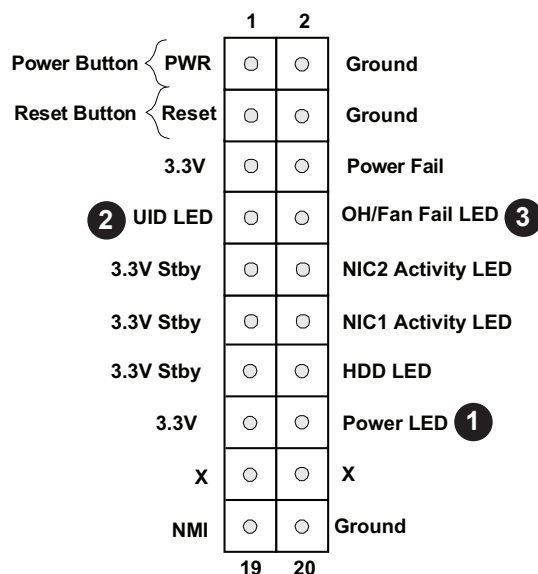 1 2
Power Button PWR Ground
Reset Button Reset Ground
3.3V Power Fail
2 UID LED OH/Fan Fail LED 3
3.3V Stby NIC2 Activity LED
3.3V Stby NIC1 Activity LED
3.3V Stby HDD LED
3.3V Power LED 1
X X
NMI Ground
19 20